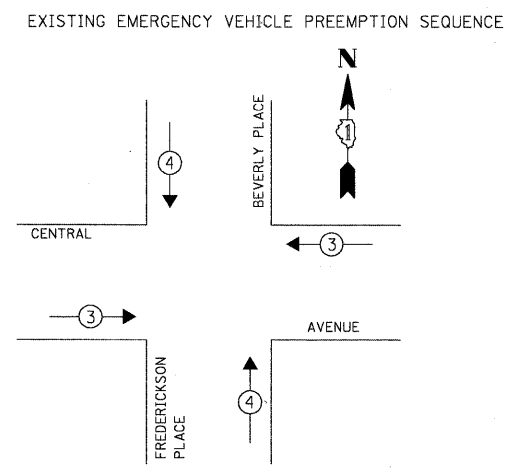 EXISTING EMERGENCY VEHICLE PREEMPTION SEQUENCE
N
1
BEVERLY PLACE
4
CENTRAL
3
3
AVENUE
FREDERICKSON
PLACE
4